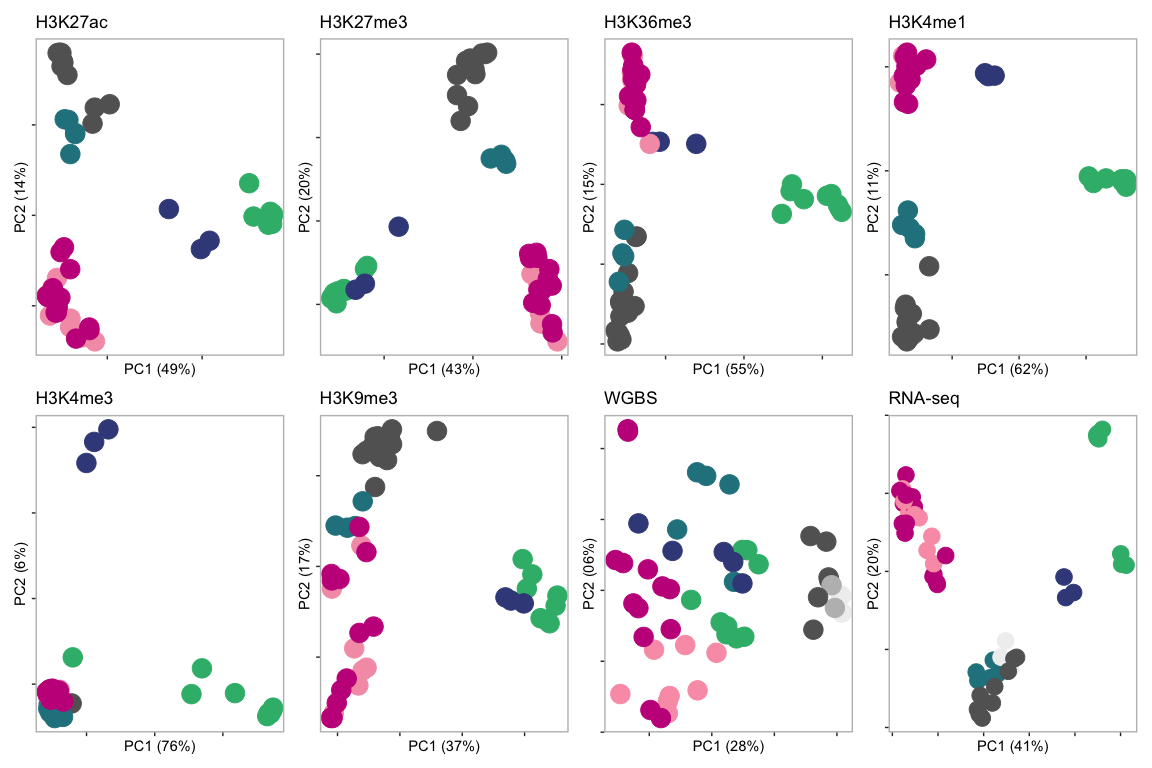 H3K27ac
PC2 (14%)
PC1 (49%)
H3K27me3
PC2 (20%)
PC1 (43%)
H3K36me3
PC2 (15%)
PC1 (55%)
H3K4me1
PC2 (11%)
PC1 (62%)
H3K4me3
PC2 (6%)
PC1 (76%)
H3K9me3
PC2 (17%)
PC1 (37%)
WGBS
PC2 (06%)
PC1 (28%)
RNA-seq
PC2 (20%)
PC1 (41%)